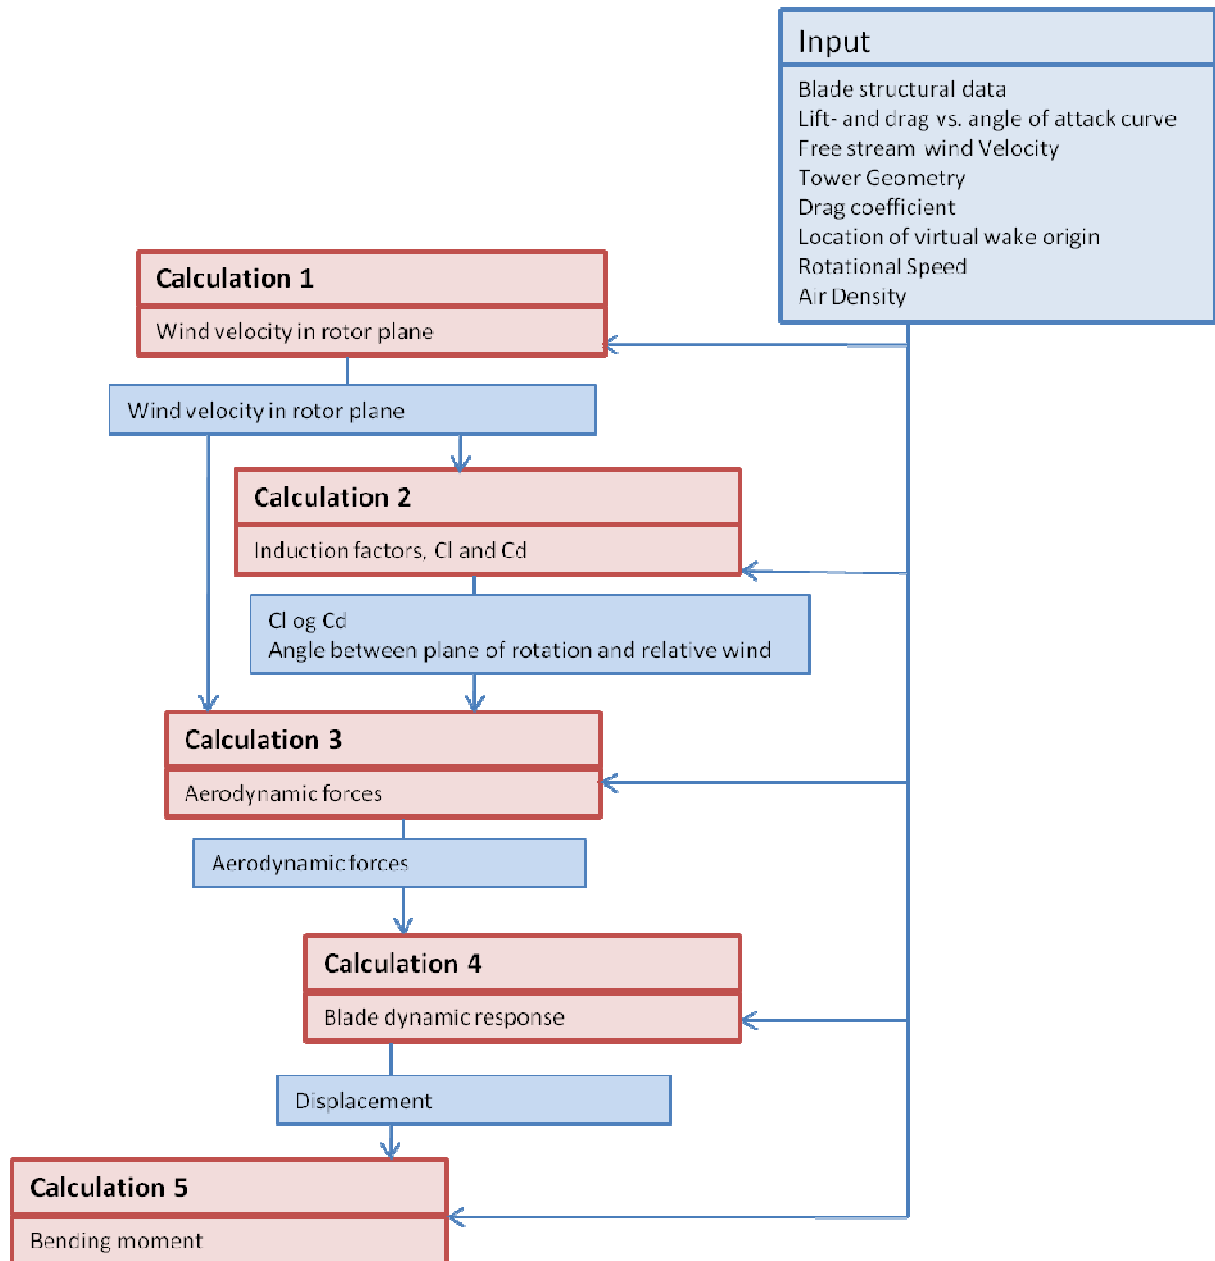 Input
Blade structural data
Lift- and drag vs. angle of attack curve
Free stream wind Velocity
Tower Geometry
Drag coefficient
Location of virtual wake origin
Rotational Speed
Air Density
Calculation 1
Wind velocity in rotor plane
Wind velocity in rotor plane
Calculation 2
Induction factors, Cl and Cd
Cl og Cd
Angle between plane of rotation and relative wind
Calculation 3
Aerodynamic forces
Aerodynamic forces
Calculation 4
Blade dynamic response
Displacement
Calculation 5
Bending moment